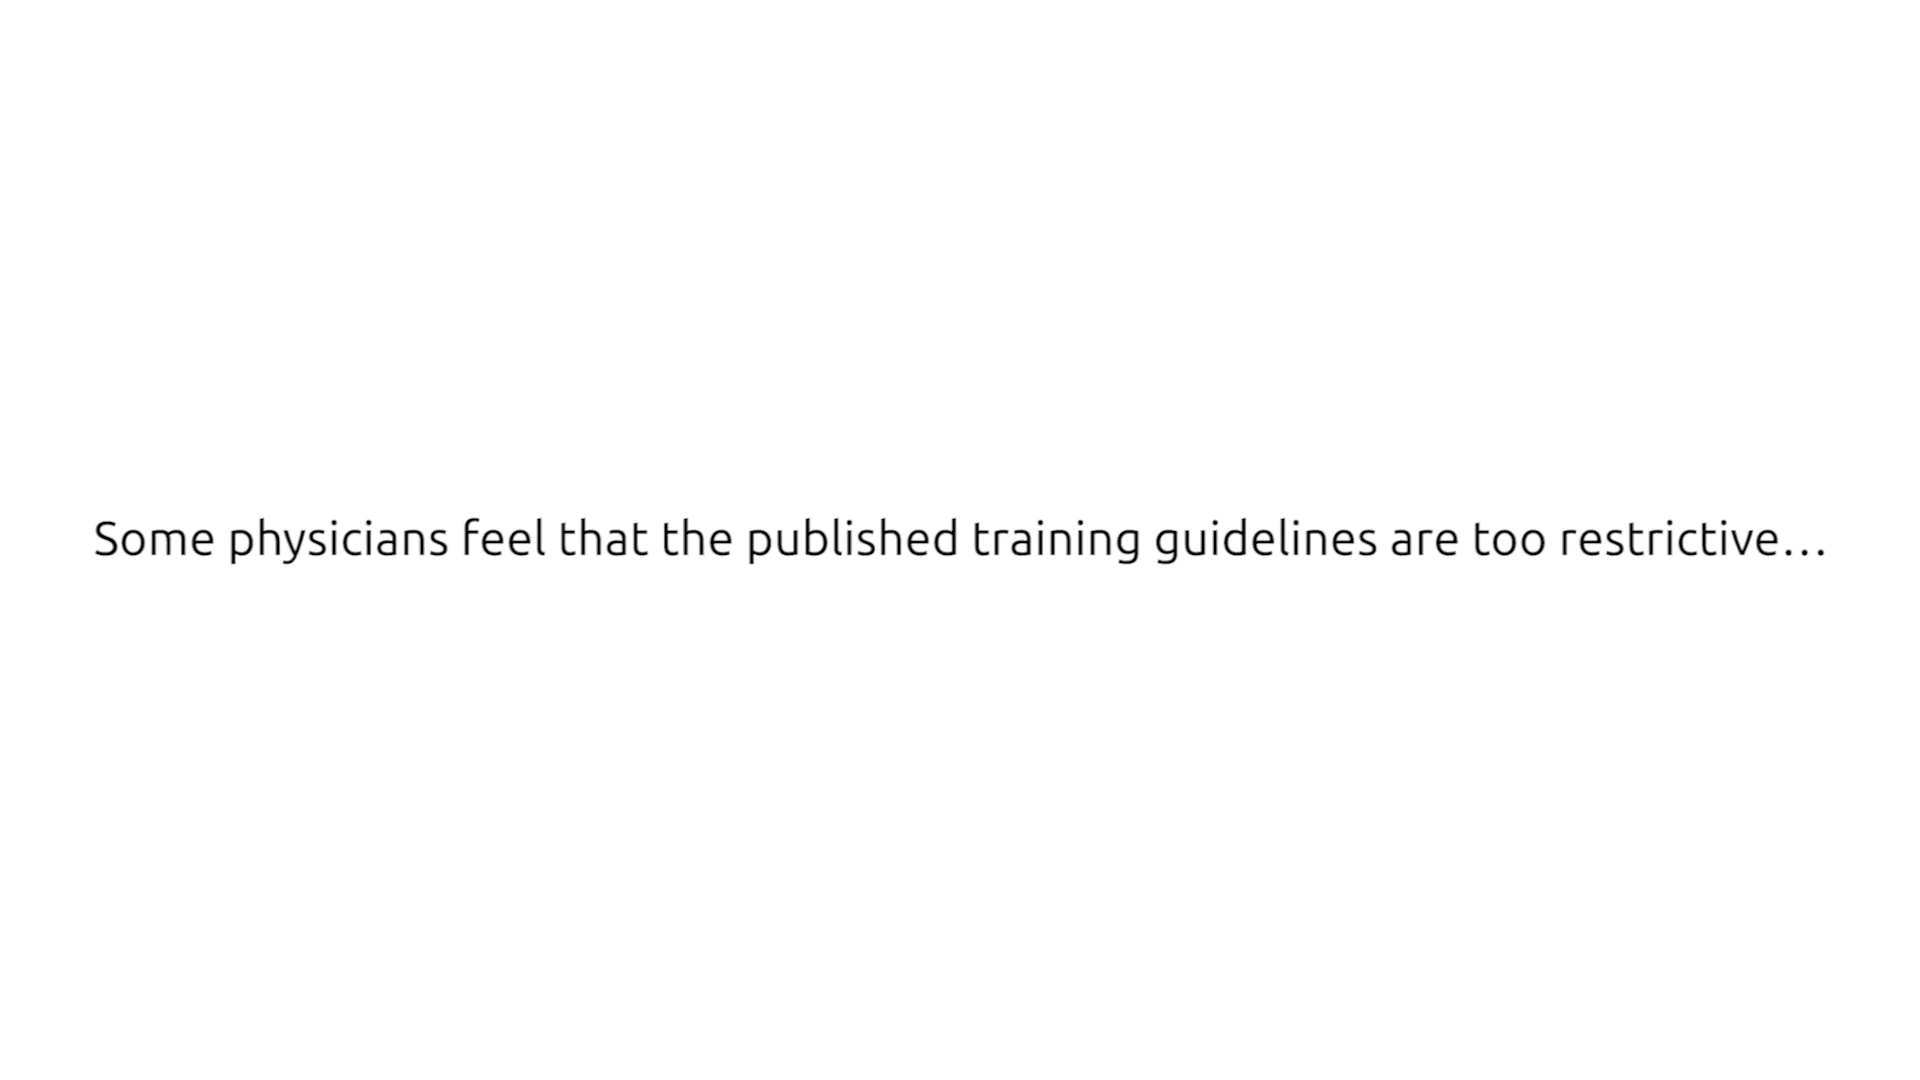 Some physicians feel that the published training guidelines are too restrictive…